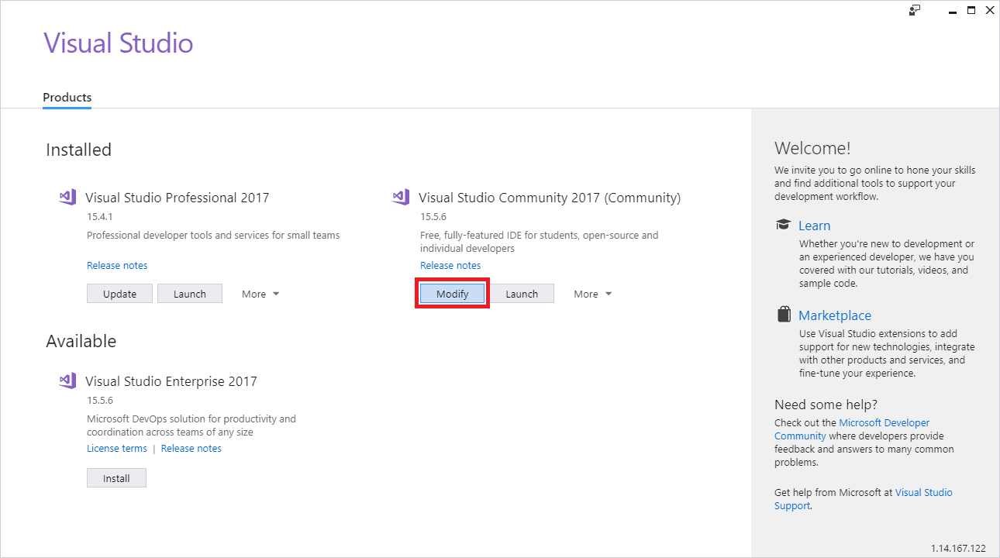 Visual Studio
Products
Installed
Visual Studio Professional 2017
15.4.1
Professional developer tools and services for small teams
Release notes
Update
Launch
More
Visual Studio Community 2017 (Community)
15.5.6
Free, fully-featured IDE for students, open-source and
individual developers
Release notes
Modify
Launch
More
Available
Visual Studio Enterprise 2017
15.5.6
Microsoft DevOps solution for productivity and
coordination across teams of any size
License terms | Release notes
Install
Welcome!
We invite you to go online to hone your skills
and find additional tools to support your
development workflow.
Learn
Whether you're new to development or
an experienced developer, we have you
covered with our tutorials, videos, and
sample code.
Marketplace
Use Visual Studio extensions to add
support for new technologies, integrate
with other products and services, and
fine-tune your experience.
Need some help?
Check out the Microsoft Developer
Community where developers provide
feedback and answers to many common
problems.
Get help from Microsoft at Visual Studio
Support.
1.14.167.122